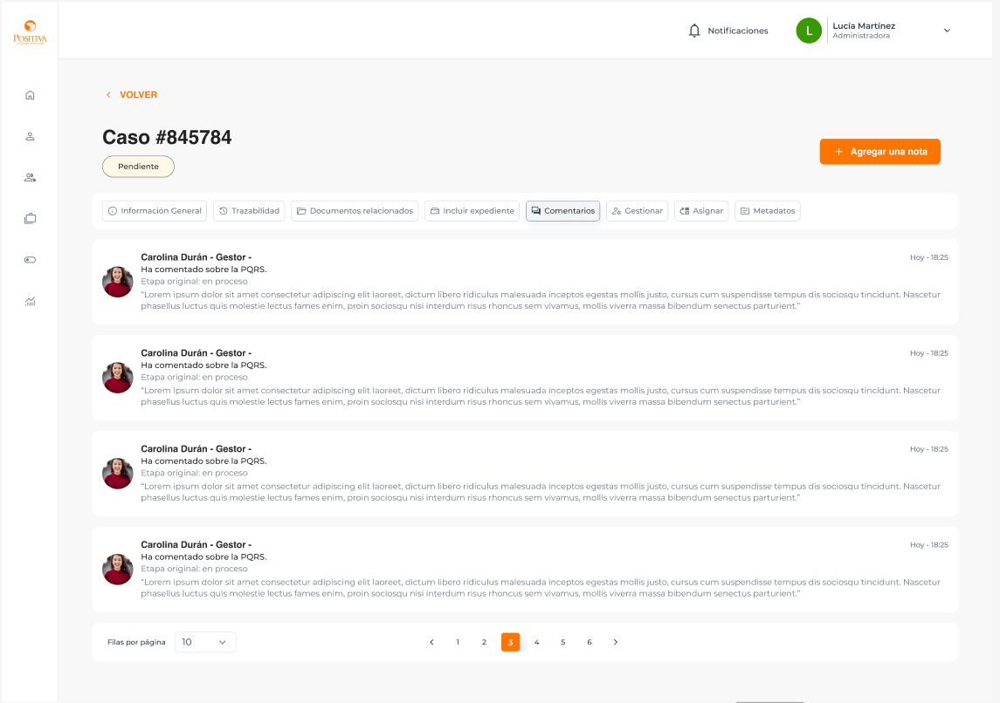 POSITIVA
Notificaciones
L
Lucía Martínez
Administradora
VOLVER
Caso #845784
Pendiente
+ Agregar una nota
Información General
Trazabilidad
Documentos relacionados
Incluir expediente
Comentarios
Gestionar
Asignar
Metadatos
Carolina Durán - Gestor -
Hoy - 18:25
Ha comentado sobre la PQRS.
Etapa original: en proceso
“Lorem ipsum dolor sit amet consectetur adipiscing elit laoreet, dictum libero ridiculus malesuada inceptos egestas mollis justo, cursus cum suspendisse tempus dis sociosqu tincidunt. Nascetur
phasellus luctus quis molestie lectus fames enim, proin sociosqu nisi interdum risus rhoncus sem vivamus, mollis viverra massa bibendum senectus parturient.”
Carolina Durán - Gestor -
Hoy - 18:25
Ha comentado sobre la PQRS.
Etapa original: en proceso
“Lorem ipsum dolor sit amet consectetur adipiscing elit laoreet, dictum libero ridiculus malesuada inceptos egestas mollis justo, cursus cum suspendisse tempus dis sociosqu tincidunt. Nascetur
phasellus luctus quis molestie lectus fames enim, proin sociosqu nisi interdum risus rhoncus sem vivamus, mollis viverra massa bibendum senectus parturient.”
Carolina Durán - Gestor -
Hoy - 18:25
Ha comentado sobre la PQRS.
Etapa original: en proceso
“Lorem ipsum dolor sit amet consectetur adipiscing elit laoreet, dictum libero ridiculus malesuada inceptos egestas mollis justo, cursus cum suspendisse tempus dis sociosqu tincidunt. Nascetur
phasellus luctus quis molestie lectus fames enim, proin sociosqu nisi interdum risus rhoncus sem vivamus, mollis viverra massa bibendum senectus parturient.”
Carolina Durán - Gestor -
Hoy - 18:25
Ha comentado sobre la PQRS.
Etapa original: en proceso
“Lorem ipsum dolor sit amet consectetur adipiscing elit laoreet, dictum libero ridiculus malesuada inceptos egestas mollis justo, cursus cum suspendisse tempus dis sociosqu tincidunt. Nascetur
phasellus luctus quis molestie lectus fames enim, proin sociosqu nisi interdum risus rhoncus sem vivamus, mollis viverra massa bibendum senectus parturient.”
Filas por página 10
1 2 3 4 5 6